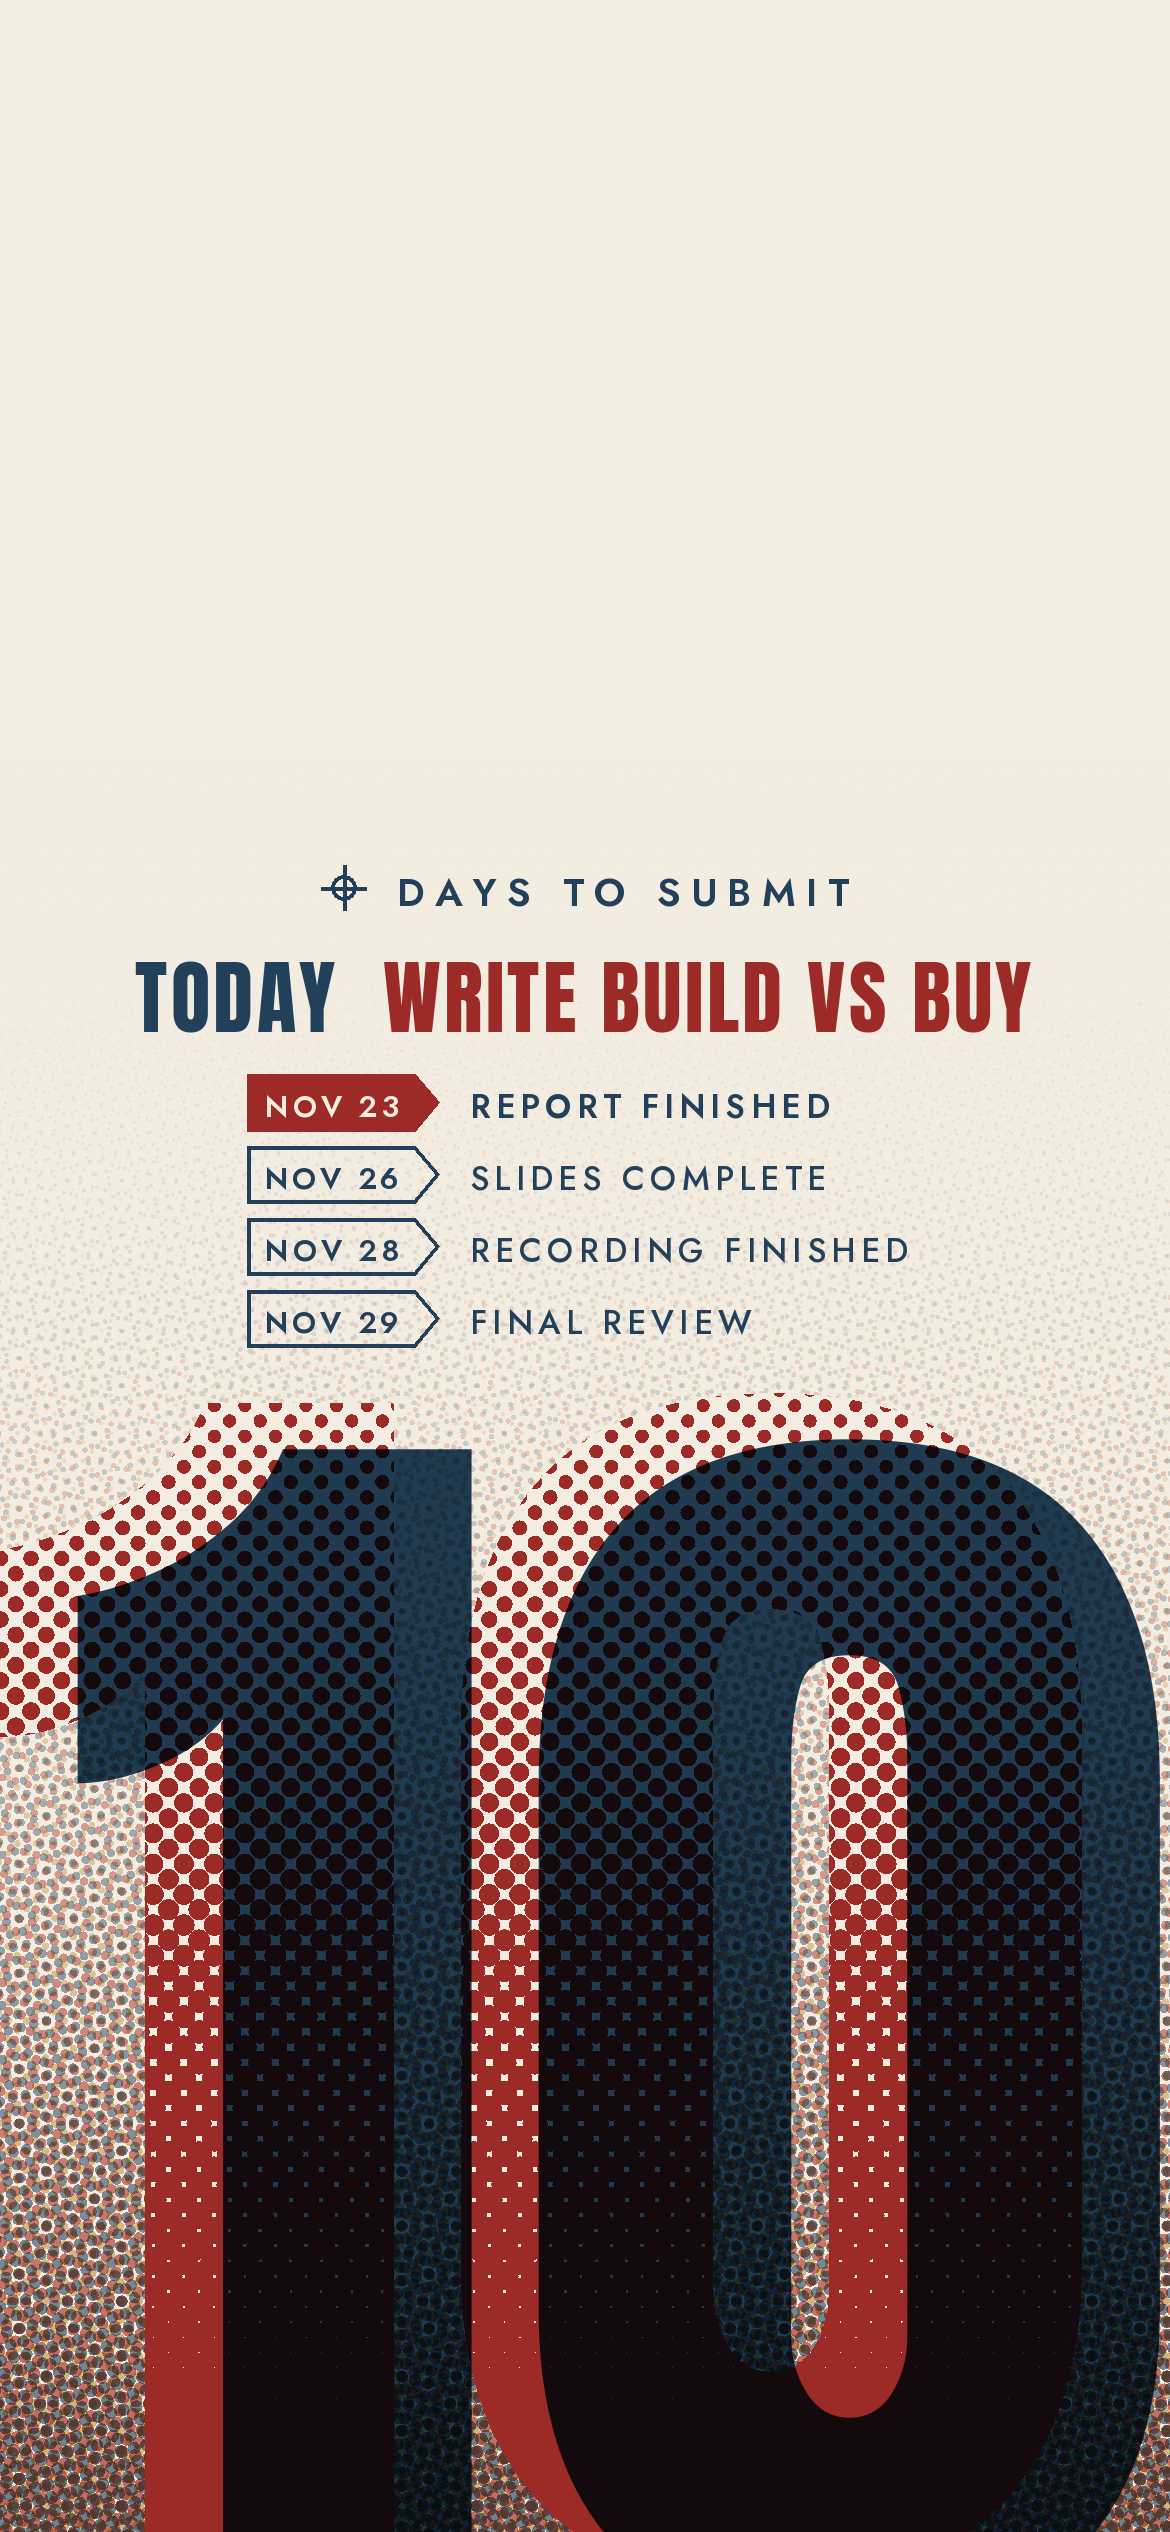 DAYS TO SUBMIT
TODAY WRITE BUILD VS BUY
NOV 23 REPORT FINISHED
NOV 26 SLIDES COMPLETE
NOV 28 RECORDING FINISHED
NOV 29 FINAL REVIEW
10